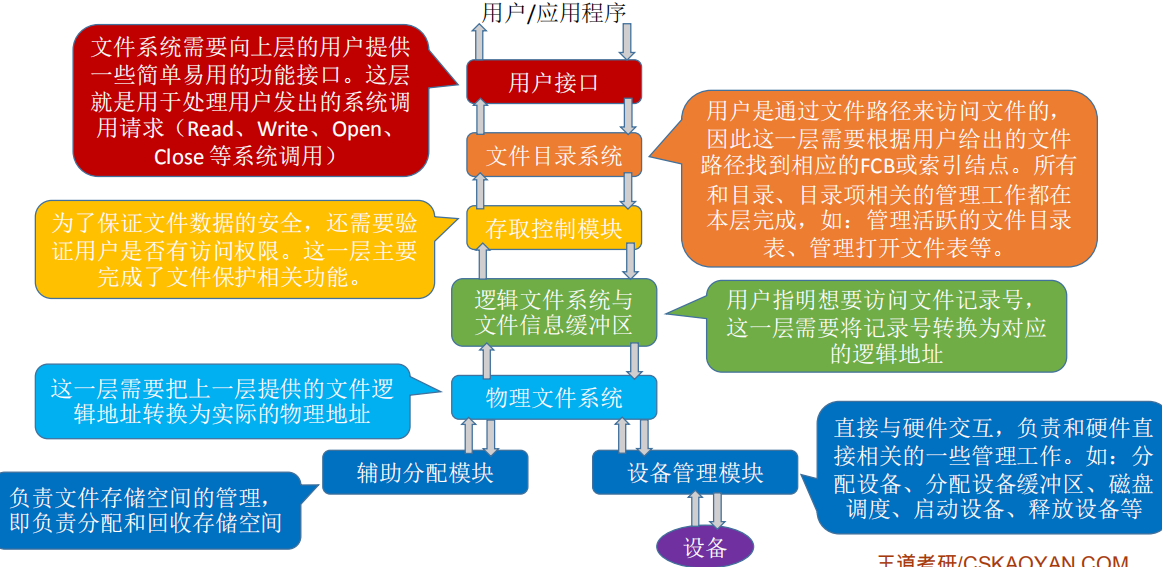 用户/应用程序
文件系统需要向上层的用户提供
一些简单易用的功能接口。这层
就是用于处理用户发出的系统调
用请求（Read、Write、Open、
Close 等系统调用）
用户接口
用户是通过文件路径来访问文件的，
因此这一层需要根据用户给出的文件
路径找到相应的FCB或索引结点。所有
和目录、目录项相关的管理工作都在
本层完成，如：管理活跃的文件目录
表、管理打开文件表等。
文件目录系统
为了保证文件数据的安全，还需要验
证用户是否有访问权限。这一层主要
完成了文件保护相关功能。
存取控制模块
逻辑文件系统与
文件信息缓冲区
用户指明想要访问文件记录号，
这一层需要将记录号转换为对应
的逻辑地址
这一层需要把上一层提供的文件逻
辑地址转换为实际的物理地址
物理文件系统
直接与硬件交互，负责和硬件直
接相关的一些管理工作。如：分
配设备、分配设备缓冲区、磁盘
调度、启动设备、释放设备等
辅助分配模块
设备管理模块
负责文件存储空间的管理，
即负责分配和回收存储空间
设备
王道考研/CSKAOYAN.COM